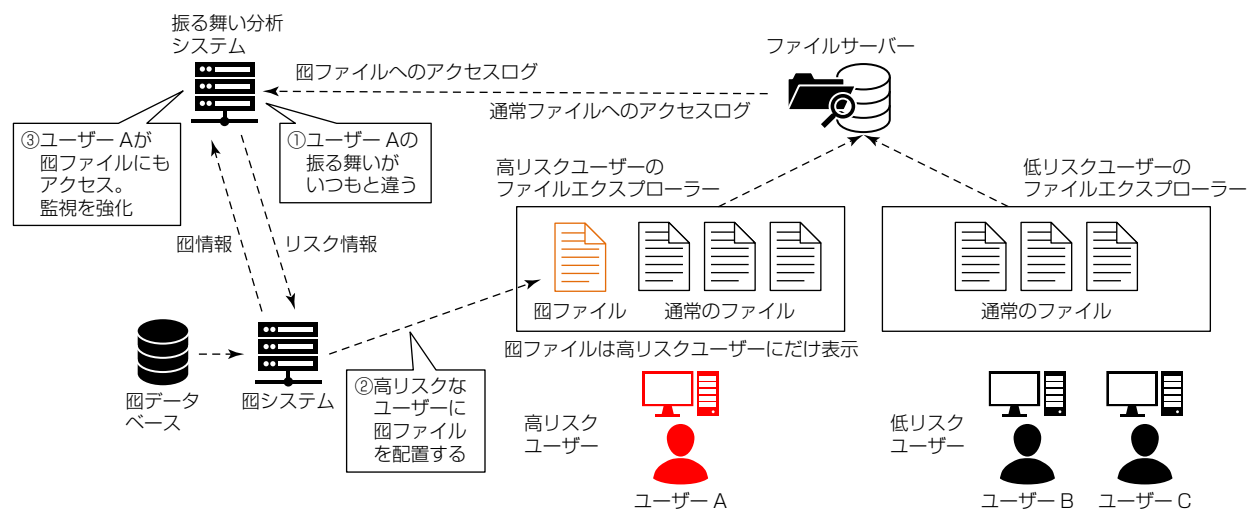 振る舞い分析
システム
ファイルサーバー
囮ファイルへのアクセスログ
通常ファイルへのアクセスログ
③ユーザー Aが
囮ファイルにも
アクセス。
監視を強化
①ユーザー Aの
振る舞いが
いつもと違う
高リスクユーザーの
ファイルエクスプローラー
低リスクユーザーの
ファイルエクスプローラー
囮情報
リスク情報
囮ファイル
通常のファイル
通常のファイル
囮ファイルは高リスクユーザーにだけ表示
囮データ
ベース
囮システム
②高リスクな
ユーザーに
囮ファイル
を配置する
高リスク
ユーザー
低リスク
ユーザー
ユーザー A
ユーザー B
ユーザー C